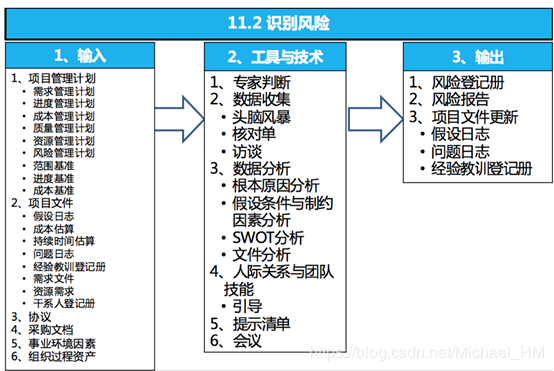 11.2 识别风险
1、输入
1、项目管理计划
• 需求管理计划
• 进度管理计划
• 成本管理计划
• 质量管理计划
• 资源管理计划
• 风险管理计划
• 范围基准
• 进度基准
• 成本基准
2、项目文件
• 假设日志
• 成本估算
• 持续时间估算
• 问题日志
• 经验教训登记册
• 需求文件
• 资源需求
• 干系人登记册
3、协议
4、采购文档
5、事业环境因素
6、组织过程资产
2、工具与技术
1、专家判断
2、数据收集
• 头脑风暴
• 核对单
• 访谈
3、数据分析
• 根本原因分析
• 假设条件与制约
因素分析
• SWOT分析
• 文件分析
4、人际关系与团队
技能
• 引导
5、提示清单
6、会议
3、输出
1、风险登记册
2、风险报告
3、项目文件更新
• 假设日志
• 问题日志
• 经验教训登记册
https://blog.csdn.net/Michael_HM